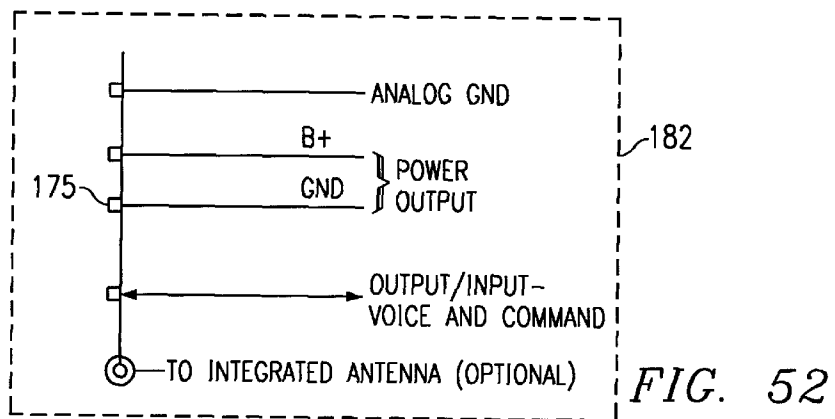 ANALOG GND
B+
182
POWER
175
GND
OUTPUT
OUTPUT/INPUT-
VOICE AND COMMAND
TO INTEGRATED ANTENNA (OPTIONAL)
FIG. 52